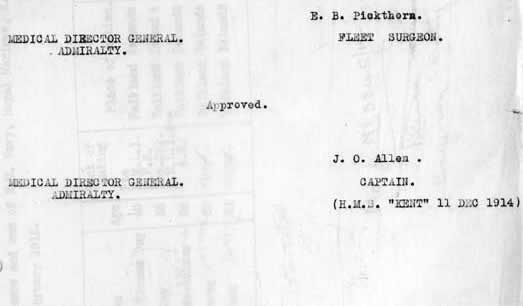 E. B. Pickthorn.
MEDICAL DIRECTOR GENERAL.
FLEET SURGEON.
ADMIRALTY.
Approved.
J. O. Allen .
MEDICAL DIRECTOR GENERAL.
CAPTAIN.
ADMIRALTY.
(H.M.S. "KENT" 11 DEC 1914)